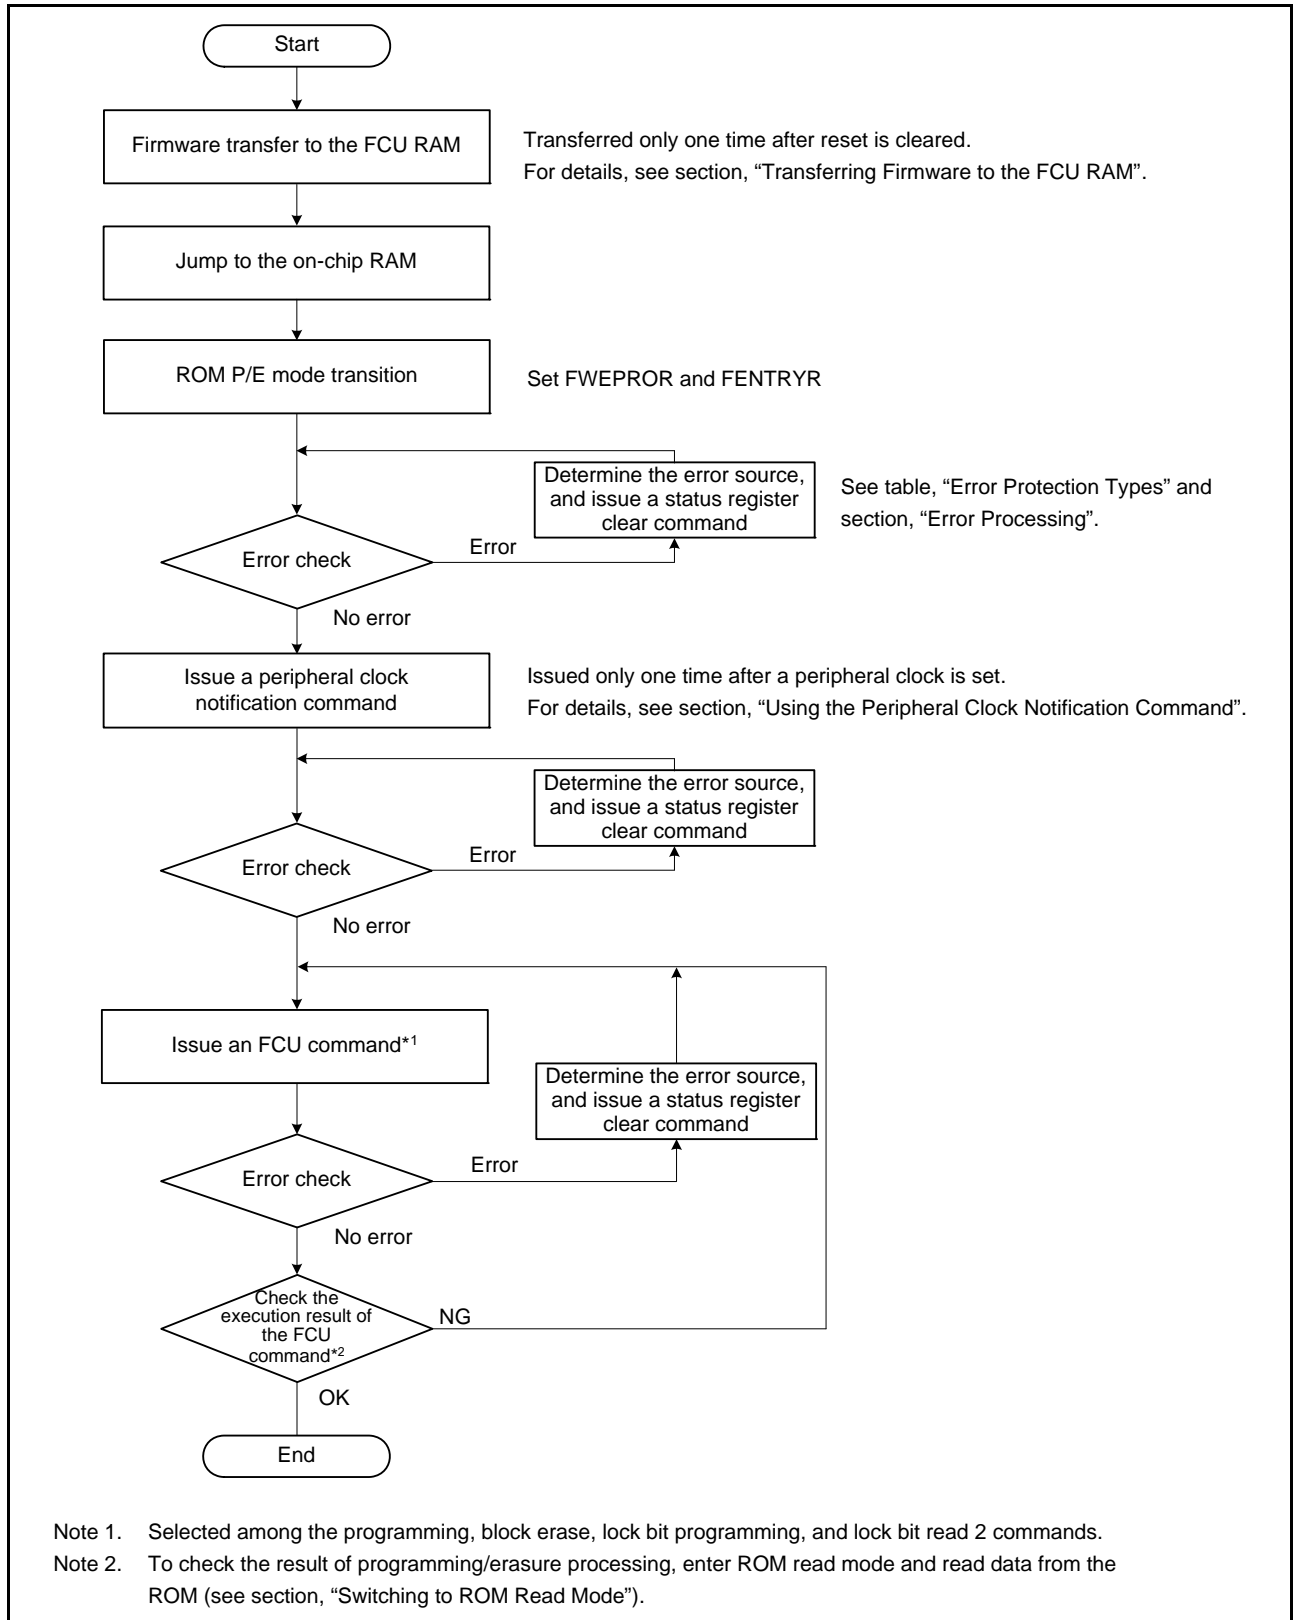 Start
Firmware transfer to the FCU RAM
Transferred only one time after reset is cleared.
For details, see section, “Transferring Firmware to the FCU RAM”.
Jump to the on-chip RAM
ROM P/E mode transition
Set FWEPROR and FENTRYR
Determine the error source,
and issue a status register
clear command
See table, “Error Protection Types” and
section, “Error Processing”.
Error check
Error
No error
Issue a peripheral clock
notification command
Issued only one time after a peripheral clock is set.
For details, see section, “Using the Peripheral Clock Notification Command”.
Determine the error source,
and issue a status register
clear command
Error check
Error
No error
Issue an FCU command*1
Determine the error source,
and issue a status register
clear command
Error check
Error
No error
Check the
execution result of
the FCU
command*2
NG
OK
End
Note 1. Selected among the programming, block erase, lock bit programming, and lock bit read 2 commands.
Note 2. To check the result of programming/erasure processing, enter ROM read mode and read data from the
ROM (see section, “Switching to ROM Read Mode”).